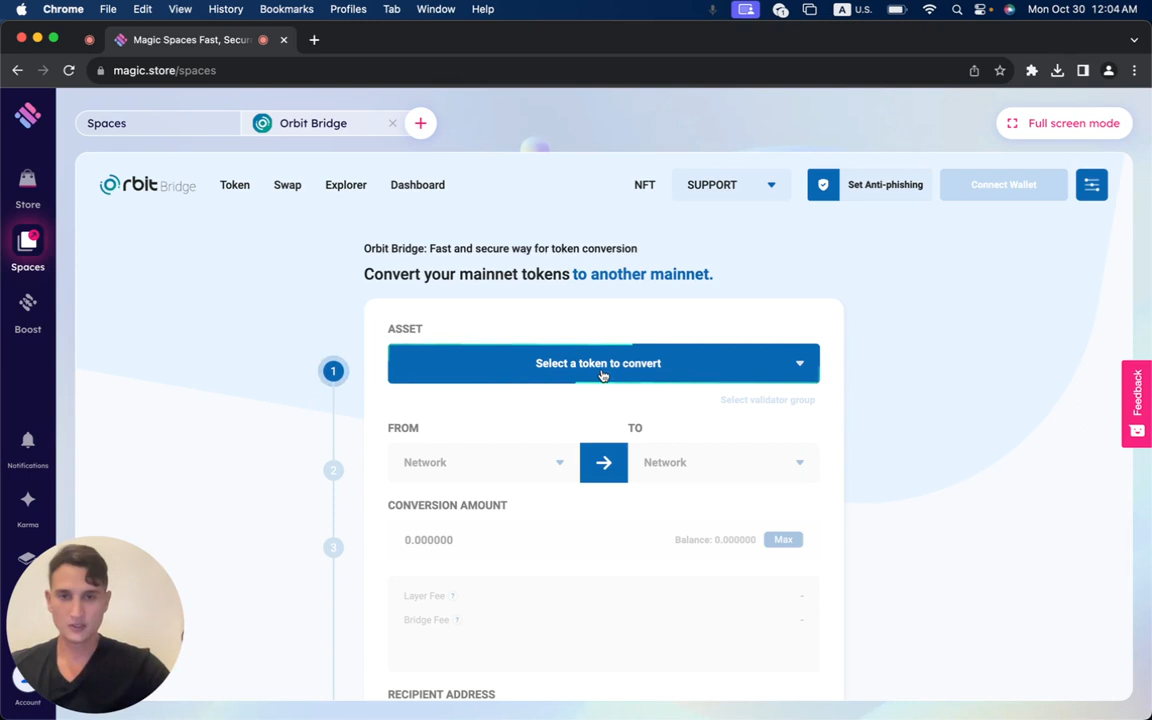 Chrome File Edit View History Bookmarks Profiles Tab Window Help A U.S. Mon Oct 30 12:04 AM
Magic Spaces Fast, Secu
magic.store/spaces
Spaces Orbit Bridge Full screen mode
Orbit Bridge Token Swap Explorer Dashboard NFT SUPPORT Set Anti-phishing Connect Wallet
Store
Spaces
Boost
Notifications
Karma
Account
Orbit Bridge: Fast and secure way for token conversion
Convert your mainnet tokens to another mainnet.
ASSET
1 Select a token to convert
Select validator group
FROM TO
2 Network Network
CONVERSION AMOUNT
3 0.000000 Balance: 0.000000 Max
Layer Fee ? -
Bridge Fee ? -
RECIPIENT ADDRESS
Feedback